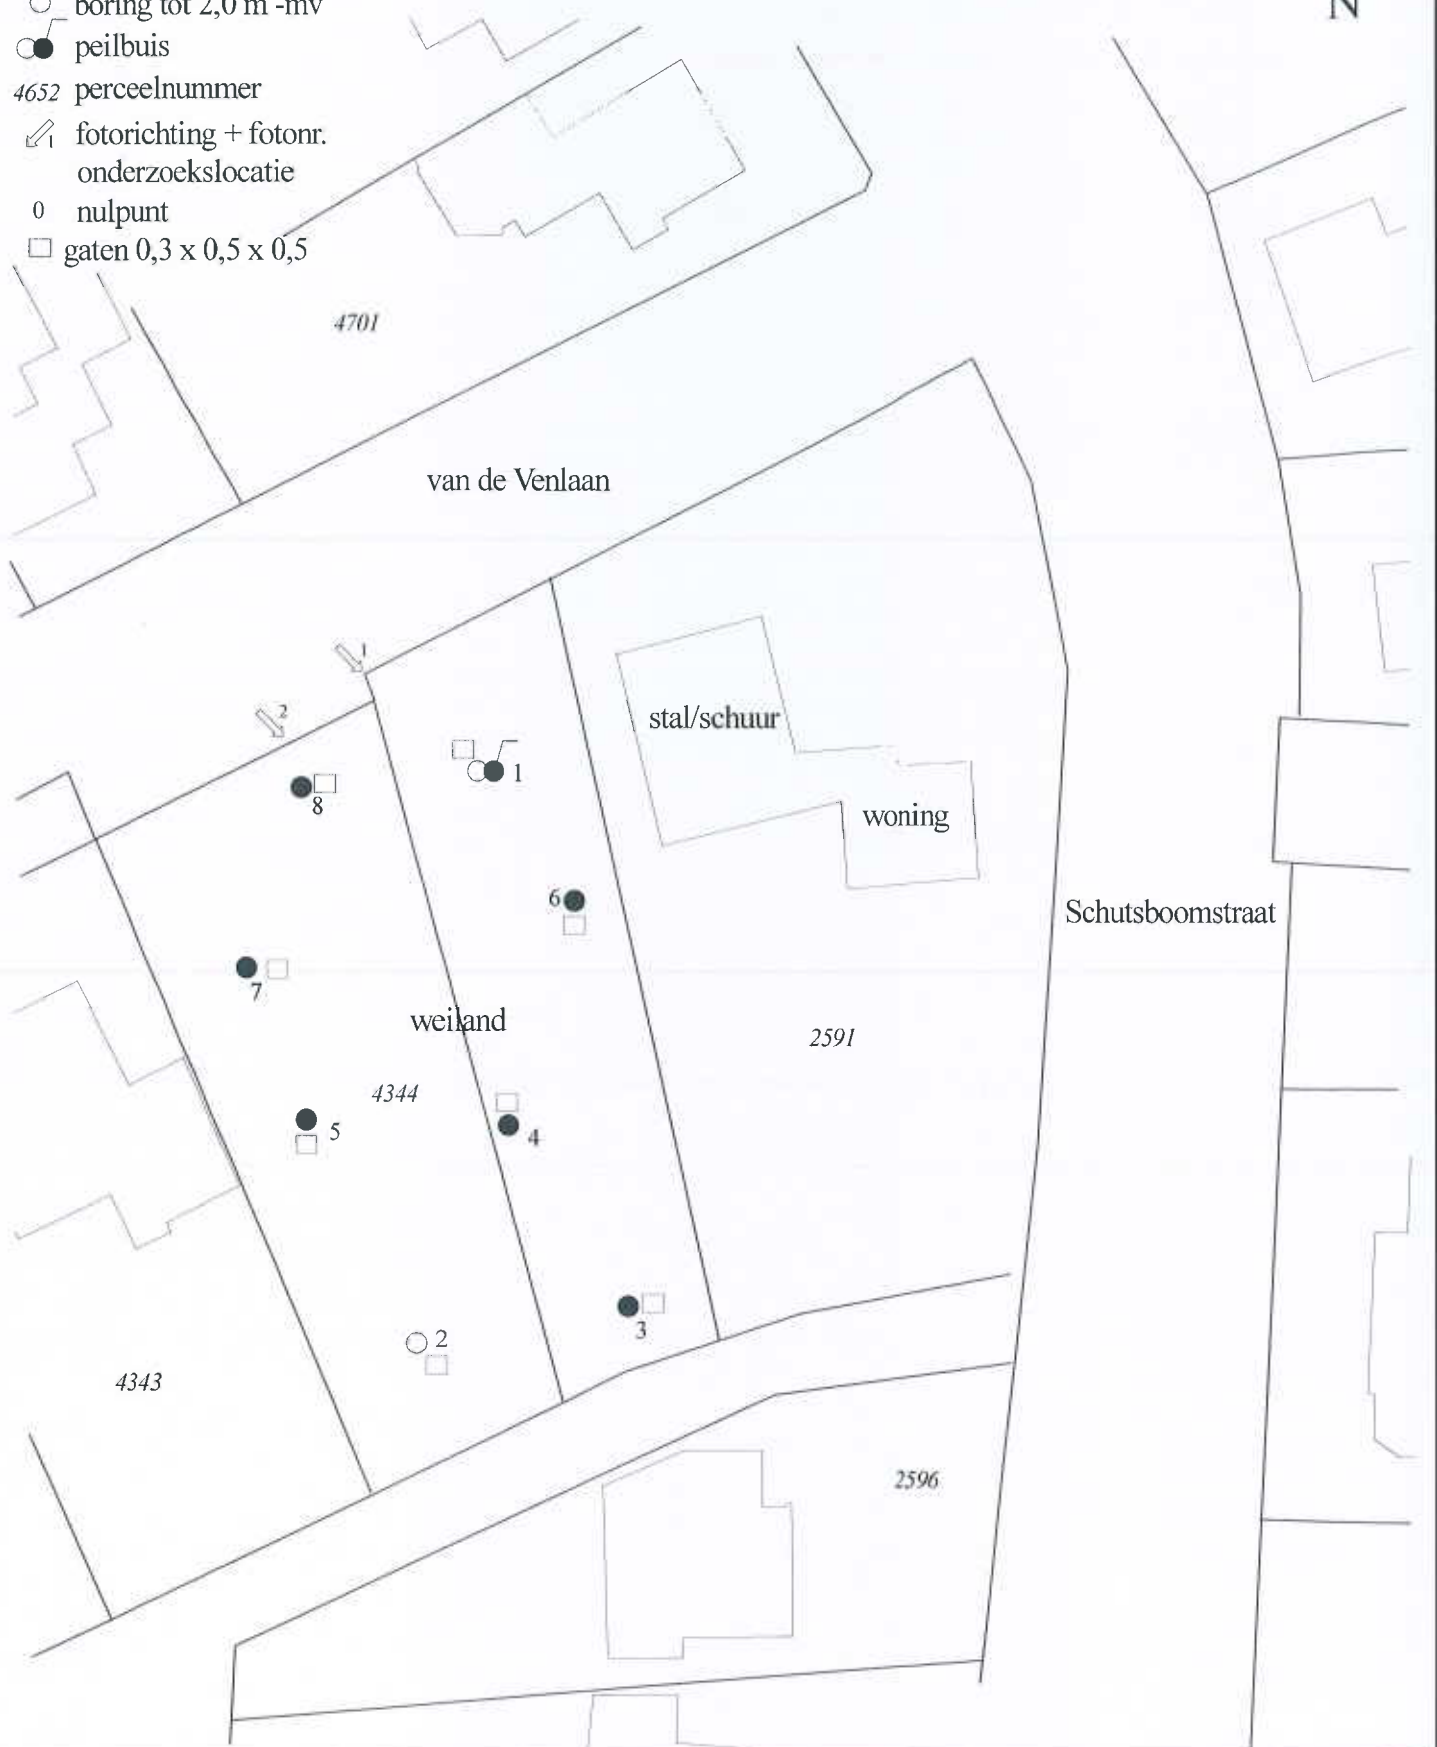 boring tot 2,0 m -mv
N
peilbuis
4652 perceelnummer
1 fotorichting + fotonr.
onderzoekslocatie
0 nulpunt
gaten 0,3 x 0,5 x 0,5
4701
van de Venlaan
1
2
stal/schuur
1
8
woning
6
Schutsboomstraat
7
weiland
2591
4344
5
4
3
2
4343
2596